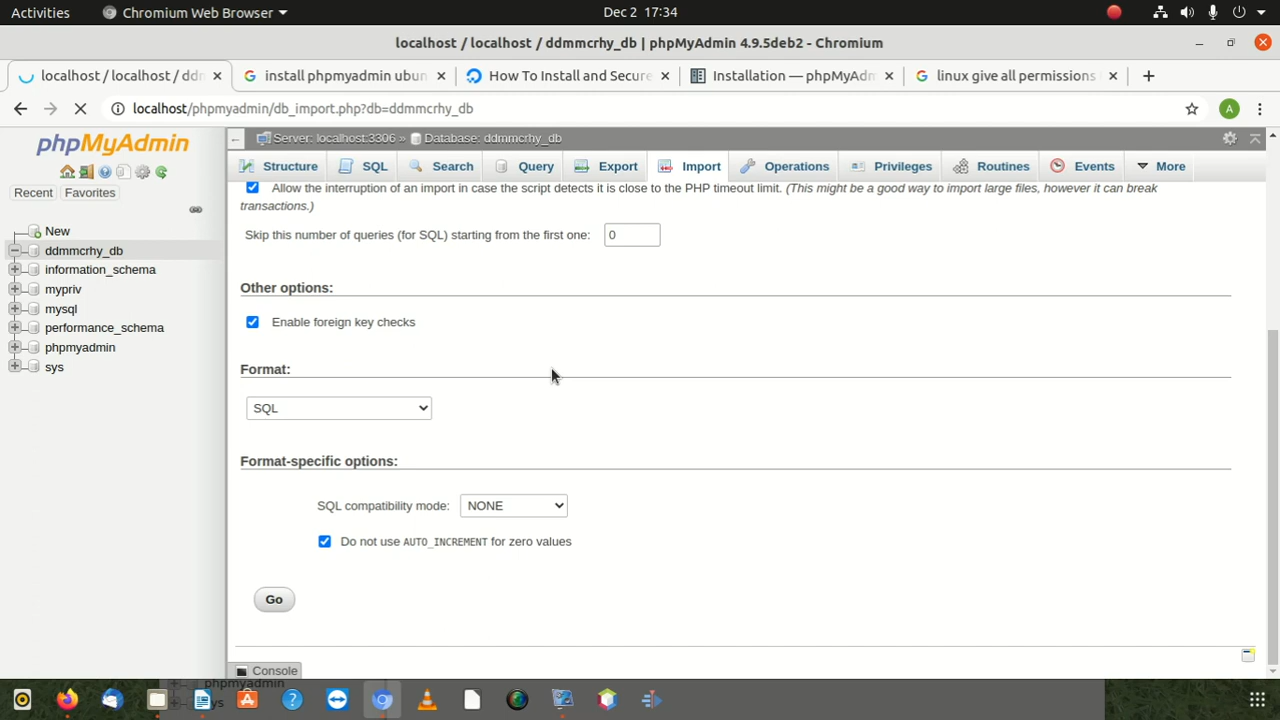 Activities
Chromium Web Browser
Dec 2 17:34
localhost / localhost / ddmmcrhy_db | phpMyAdmin 4.9.5deb2 - Chromium
localhost / localhost / ddn
install phpmyadmin ubun
How To Install and Secure
Installation — phpMyAdm
linux give all permissions
localhost/phpmyadmin/db_import.php?db=ddmmcrhy_db
A
phpMyAdmin
Recent
Favorites
New
ddmmcrhy_db
information_schema
mypriv
mysql
performance_schema
phpmyadmin
sys
Server: localhost:3306 » Database: ddmmcrhy_db
Structure
SQL
Search
Query
Export
Import
Operations
Privileges
Routines
Events
More
Allow the interruption of an import in case the script detects it is close to the PHP timeout limit. (This might be a good way to import large files, however it can break
transactions.)
Skip this number of queries (for SQL) starting from the first one: 0
Other options:
Enable foreign key checks
Format:
SQL
Format-specific options:
SQL compatibility mode: NONE
Do not use AUTO_INCREMENT for zero values
Go
Console
phpmyadmin
sys